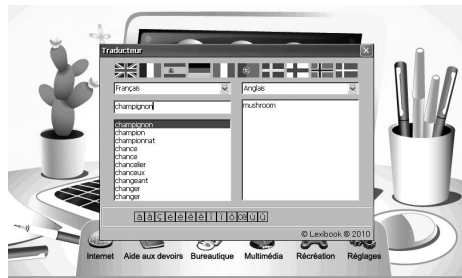 Traducteur
Français
Anglais
champignon
mushroom
champignon
champion
championnat
chance
chance
chancelier
chanceux
changeant
changer
changer
© Lexibook ® 2010
Internet Aide aux devoirs Bureautique Multimédia Récréation Réglages